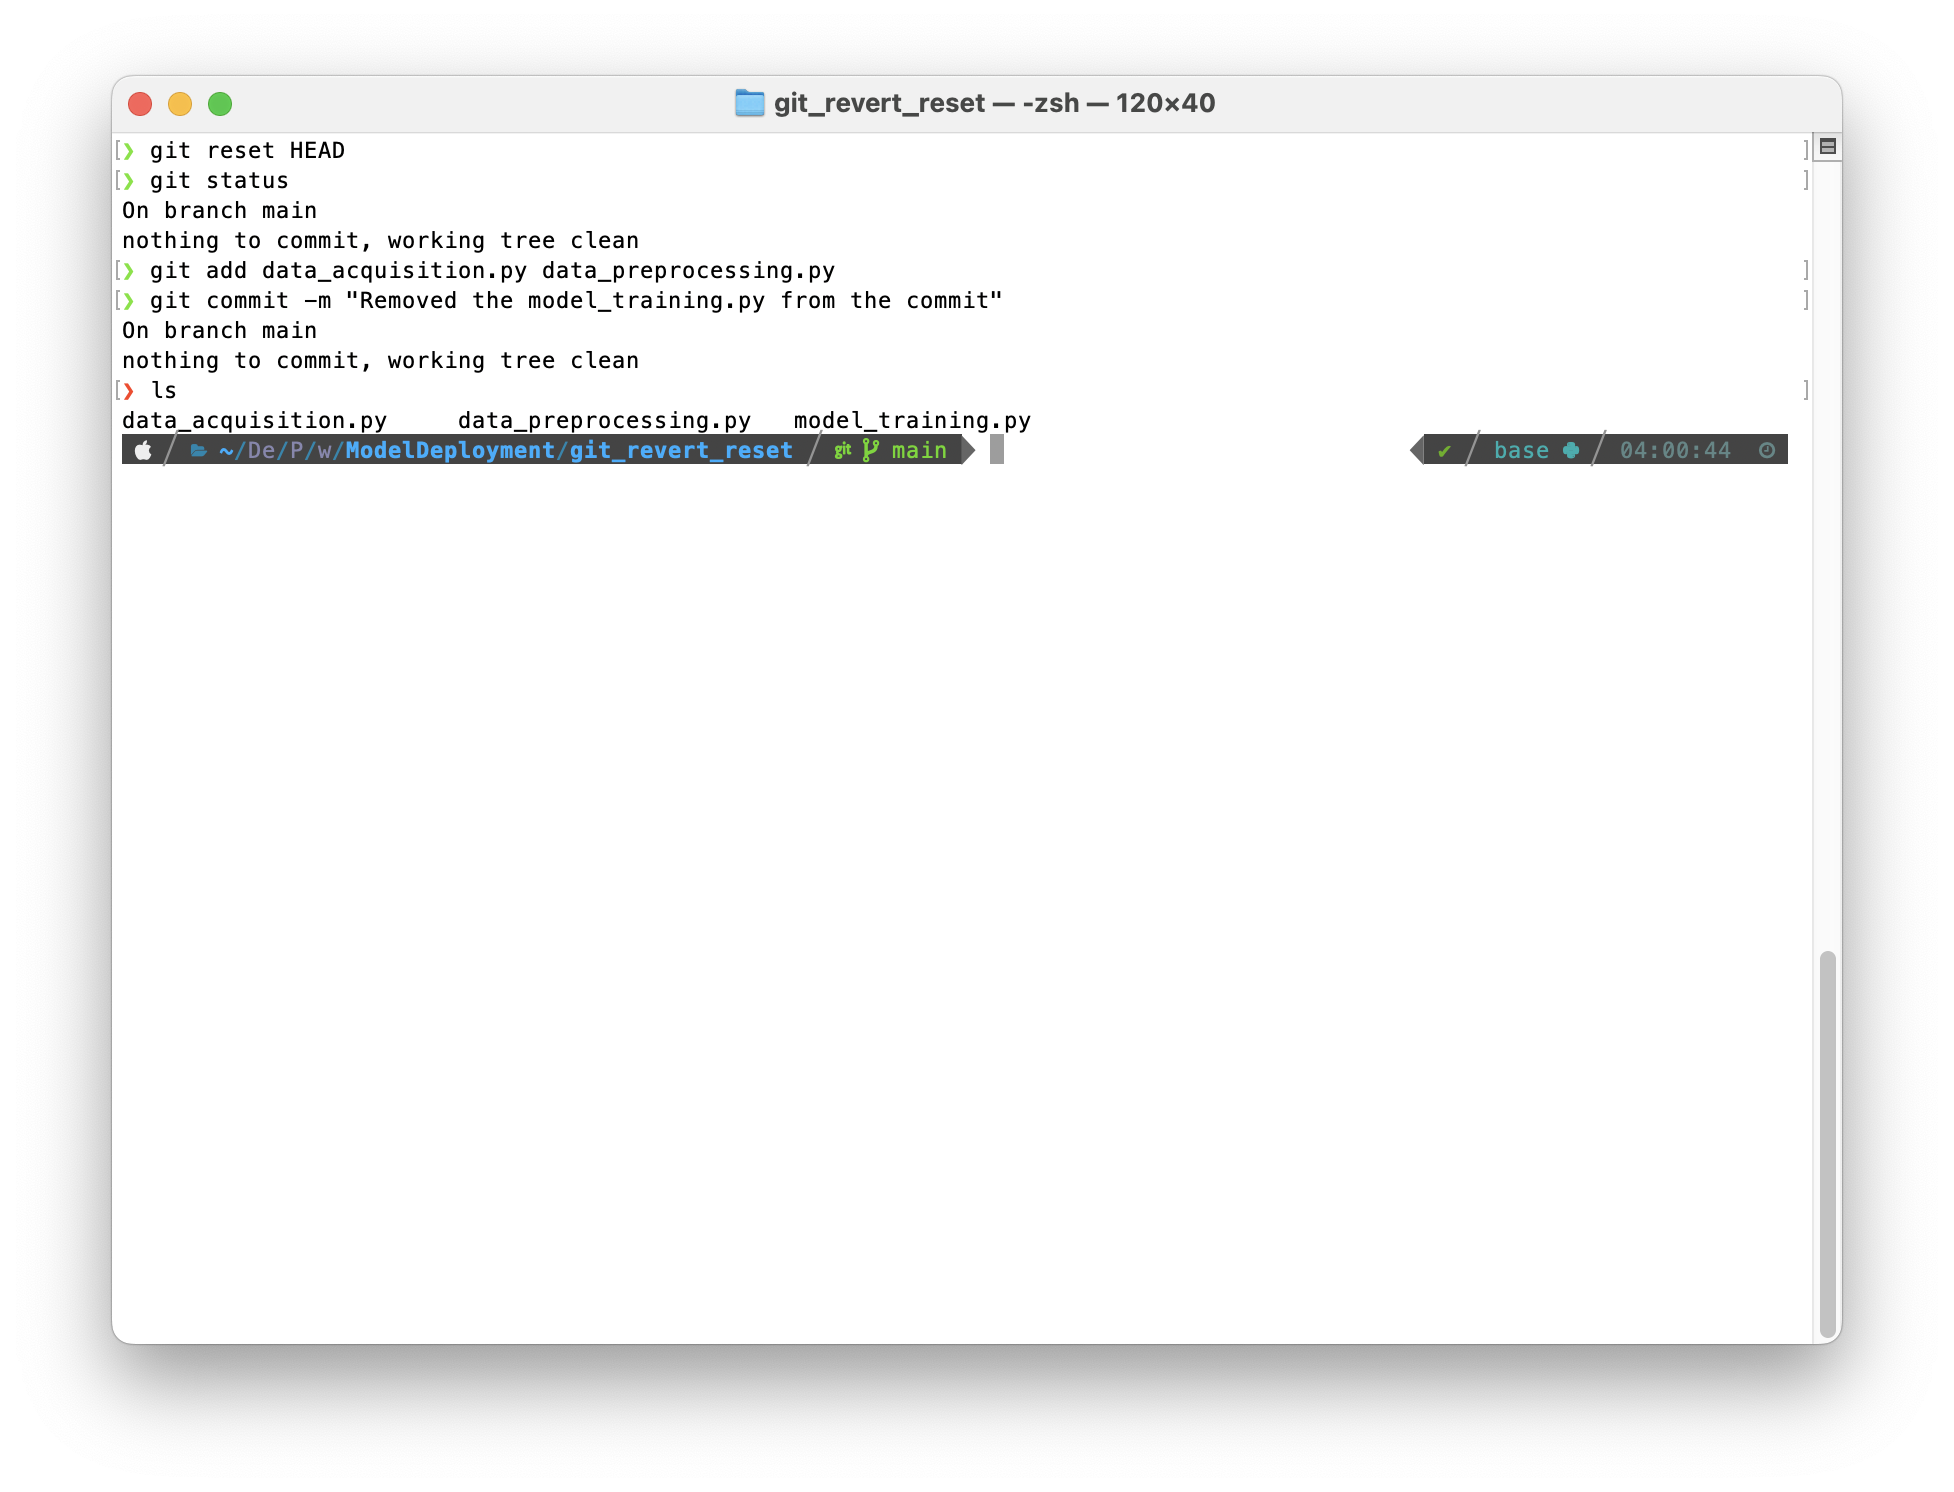 git_revert_reset — -zsh — 120×40
[❯ git reset HEAD ]
[❯ git status ]
On branch main
nothing to commit, working tree clean
[❯ git add data_acquisition.py data_preprocessing.py ]
[❯ git commit -m "Removed the model_training.py from the commit" ]
On branch main
nothing to commit, working tree clean
[❯ ls ]
data_acquisition.py data_preprocessing.py model_training.py
~/De/P/w/ModelDeployment/git_revert_reset git main ✔ base 04:00:44